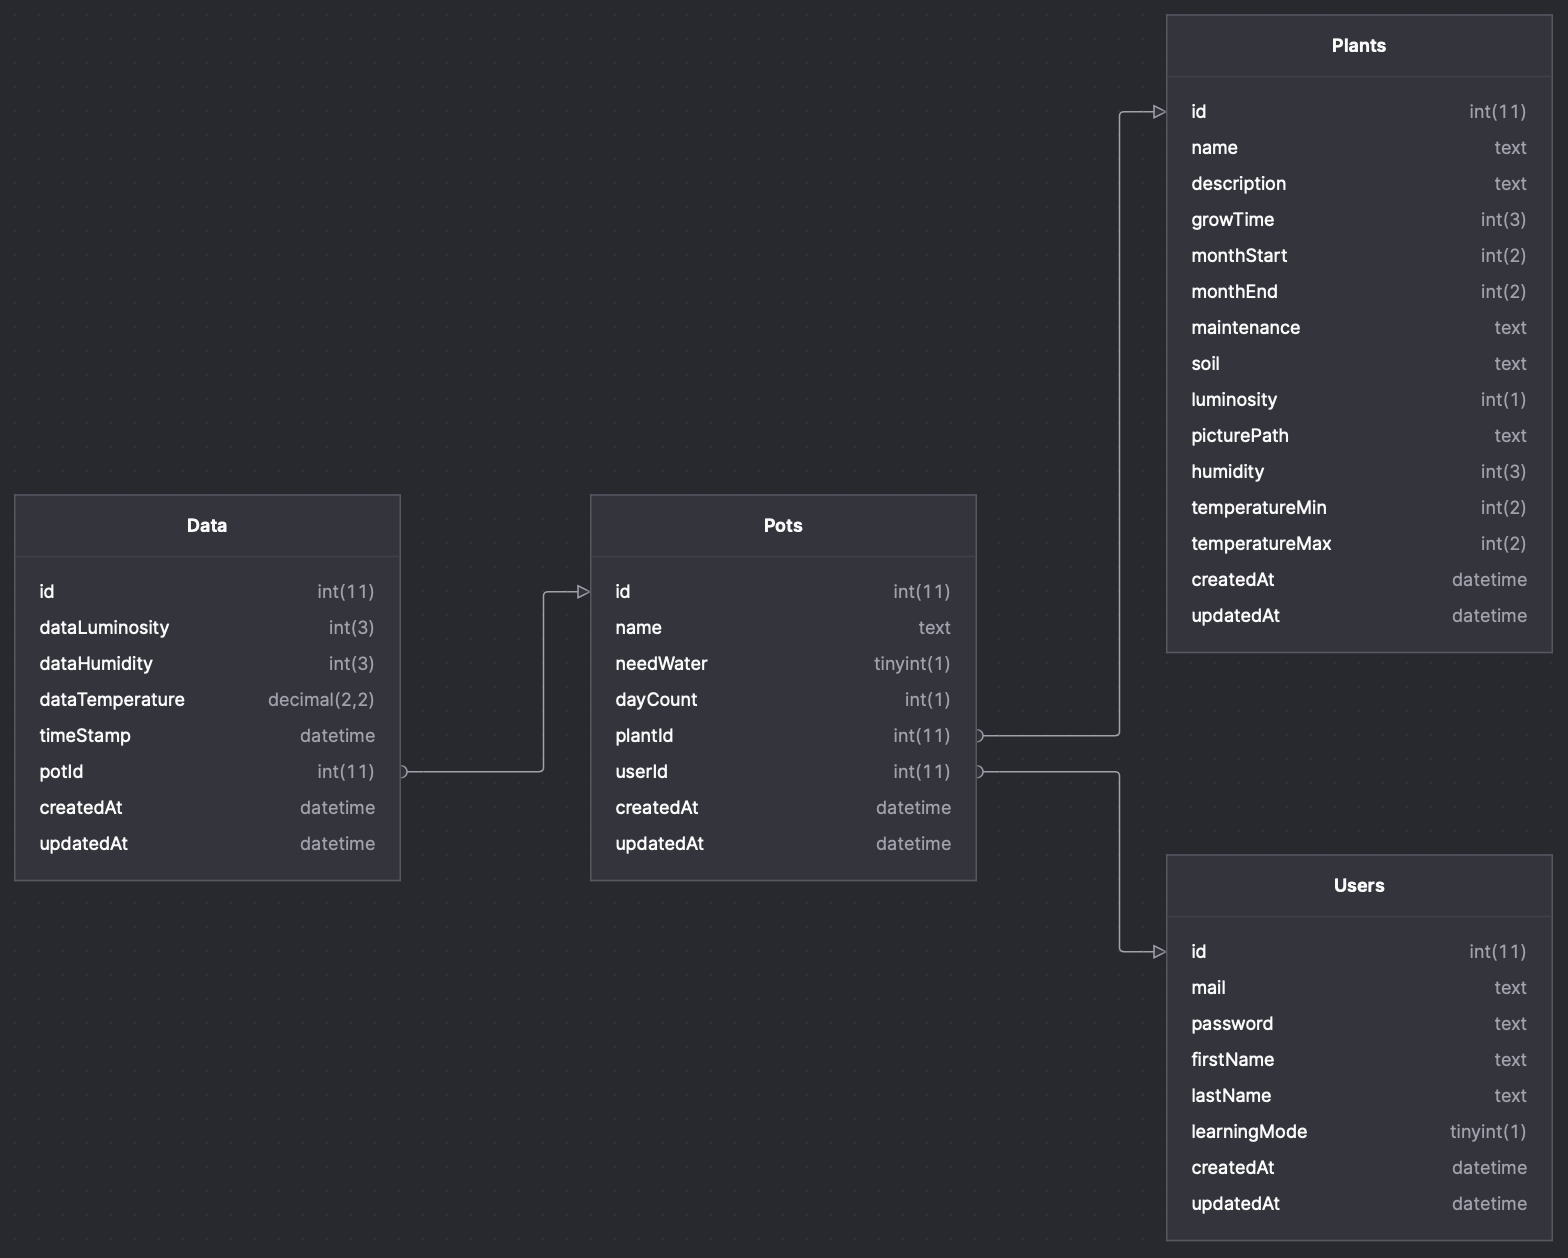 Plants
id int(11)
name text
description text
growTime int(3)
monthStart int(2)
monthEnd int(2)
maintenance text
soil text
luminosity int(1)
picturePath text
humidity int(3)
temperatureMin int(2)
temperatureMax int(2)
createdAt datetime
updatedAt datetime
Data
id int(11)
dataLuminosity int(3)
dataHumidity int(3)
dataTemperature decimal(2,2)
timeStamp datetime
potId int(11)
createdAt datetime
updatedAt datetime
Pots
id int(11)
name text
needWater tinyint(1)
dayCount int(1)
plantId int(11)
userId int(11)
createdAt datetime
updatedAt datetime
Users
id int(11)
mail text
password text
firstName text
lastName text
learningMode tinyint(1)
createdAt datetime
updatedAt datetime